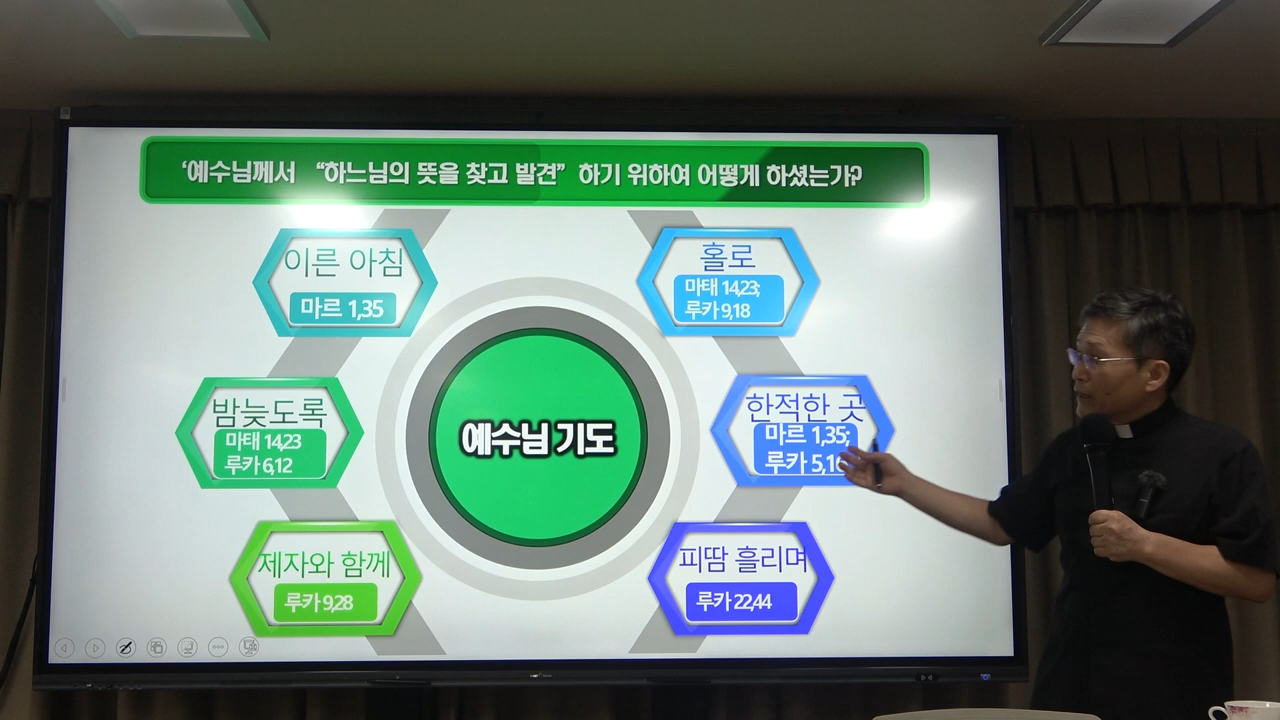 ‘예수님께서 “하느님의 뜻을 찾고 발견” 하기 위하여 어떻게 하셨는가?
이른 아침
마르 1,35
홀로
마태 14,23;
루카 9,18
밤늦도록
마태 14,23
루카 6,12
한적한 곳
마르 1,35;
루카 5,16
예수님 기도
제자와 함께
루카 9,28
피땀 흘리며
루카 22,44